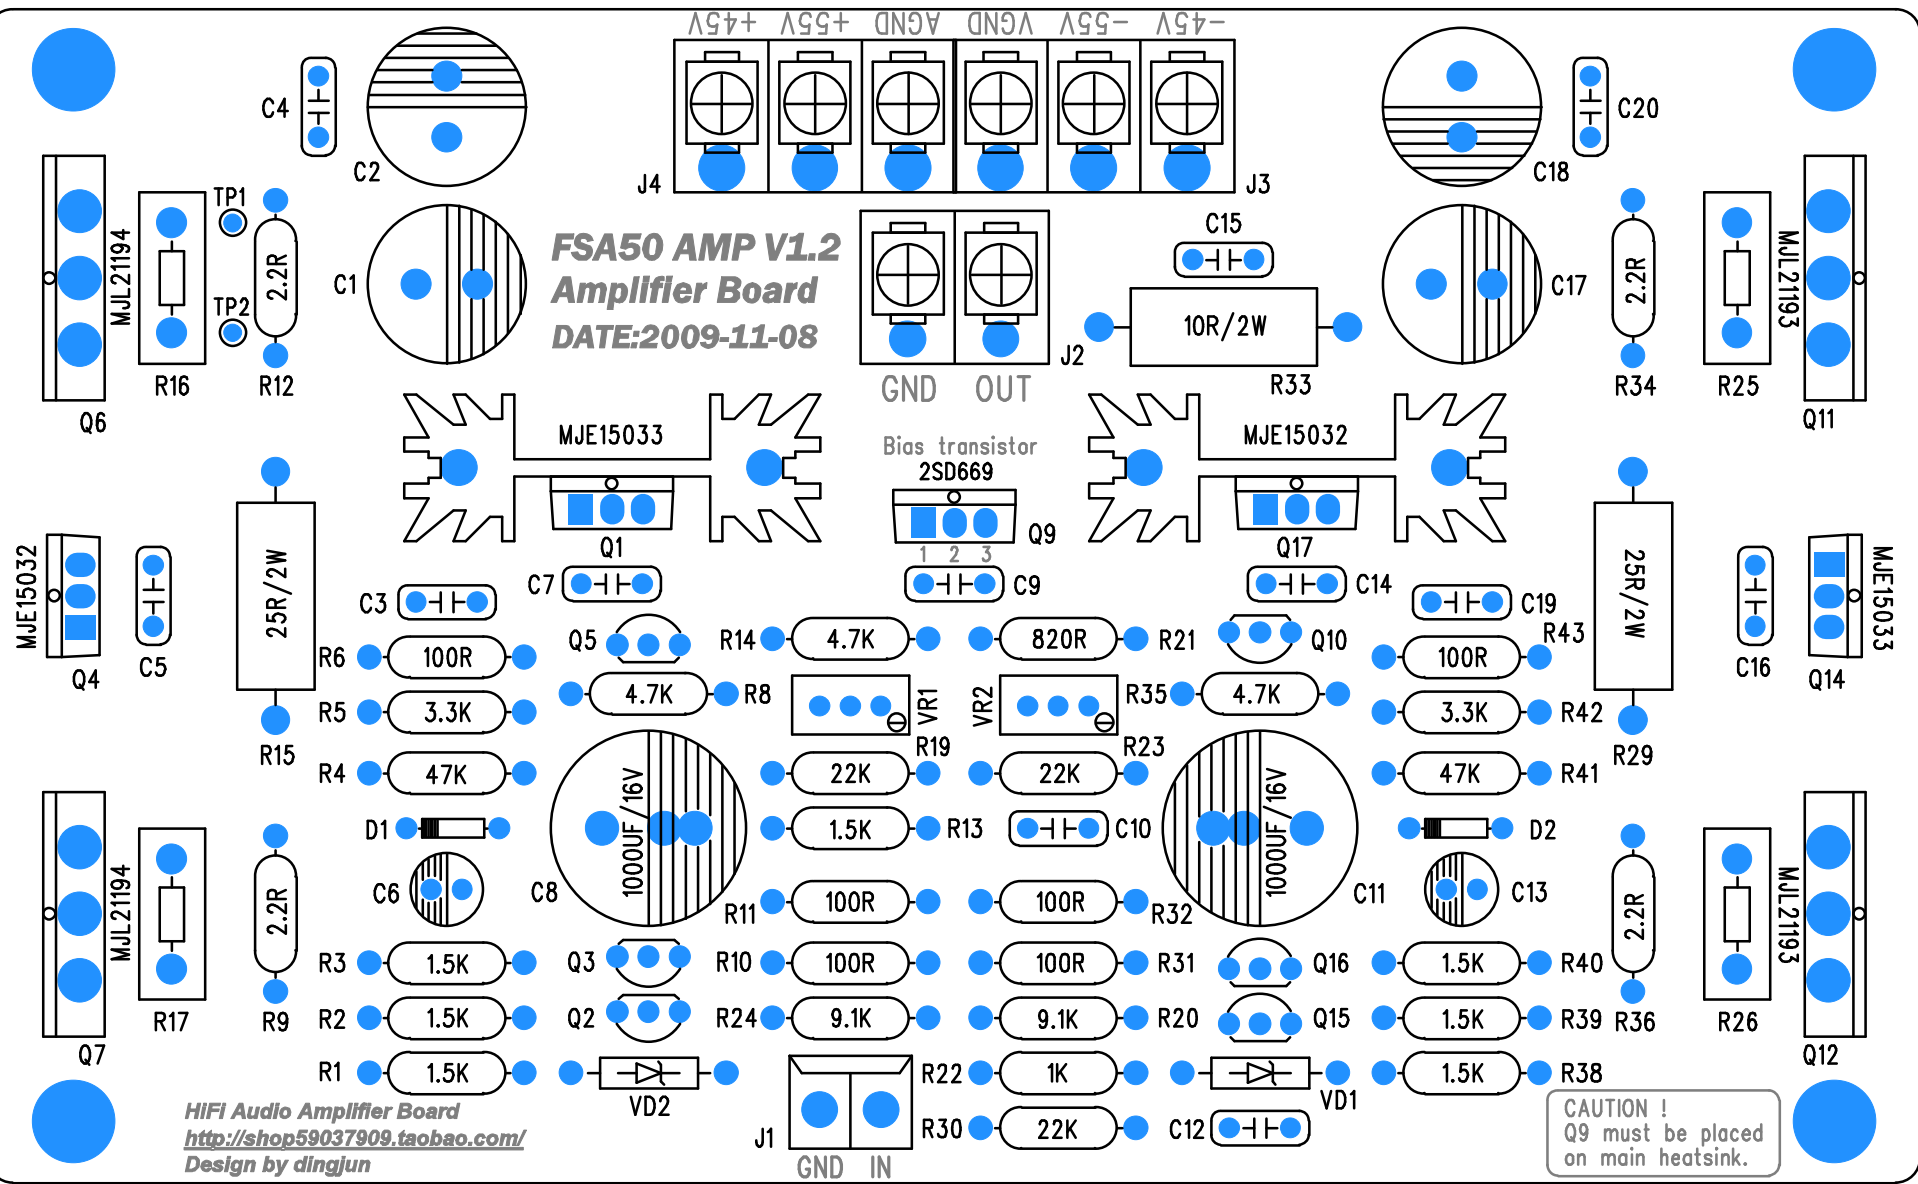 +45V +55V AGND VGND -55V -45V
C4
C2
J4
J3
C18
C20
TP1
TP2
MJL21194
2.2R
R16
R12
Q6
C1
FSA50 AMP V1.2
Amplifier Board
DATE:2009-11-08
C15
10R/2W
J2
R33
GND OUT
C17
2.2R
R34
MJL21193
R25
Q11
MJE15033
Q1
Bias transistor
2SD669
1 2 3
Q9
MJE15032
Q17
MJE15032
Q4
C5
25R/2W
R15
C3
C7
C9
C14
C19
25R/2W
R29
C16
MJE15033
Q14
R6 100R
Q5
R14 4.7K
820R R21
Q10
100R R43
R5 3.3K
4.7K R8
VR1
VR2
R35 4.7K
3.3K R42
R4 47K
22K R19
22K R23
47K R41
D1
C6
1000UF/16V
C8
1.5K R13
C10
1000UF/16V
C11
D2
C13
MJL21194
R17
Q7
2.2R
R9
R11 100R
100R R32
2.2R
R36
MJL21193
R26
Q12
R3 1.5K
Q3
R10 100R
100R R31
Q16
1.5K R40
R2 1.5K
Q2
R24 9.1K
9.1K R20
Q15
1.5K R39
R1 1.5K
VD2
R22 1K
VD1
1.5K R38
J1
GND IN
R30 22K
C12
HiFi Audio Amplifier Board
http://shop59037909.taobao.com/
Design by dingjun
CAUTION !
Q9 must be placed
on main heatsink.